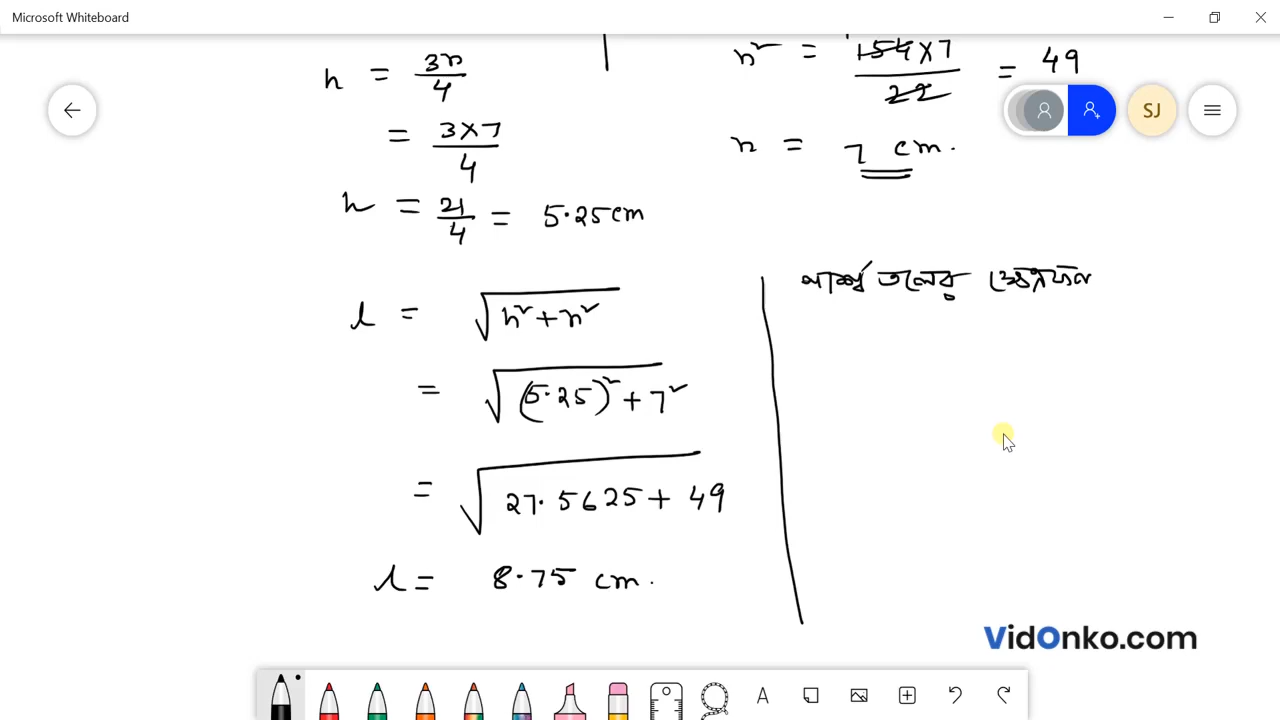 Microsoft Whiteboard
h = 3r/4
= 3×7/4
h = 21/4 = 5.25cm
l = √(h²+r²)
= √((5.25)²+7²)
= √(27.5625+49)
l = 8.75 cm.
r² = 154×7/22 = 49
r = 7 cm.
পার্শ্ব তলের ক্ষেত্রফল
SJ
VidOnko.com
A